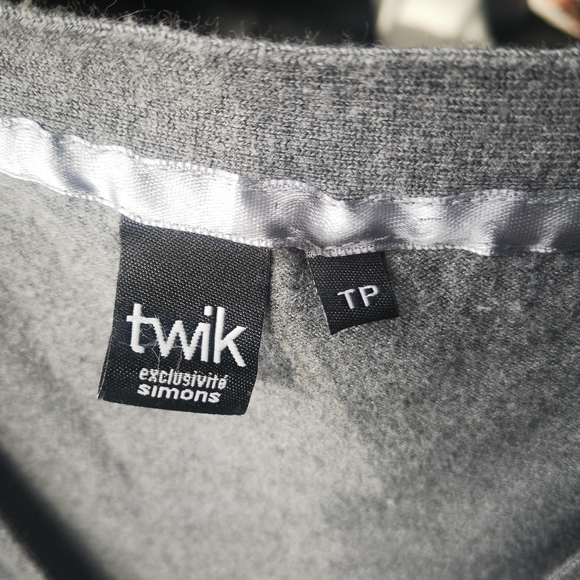 twik
exclusivité
simons
TP